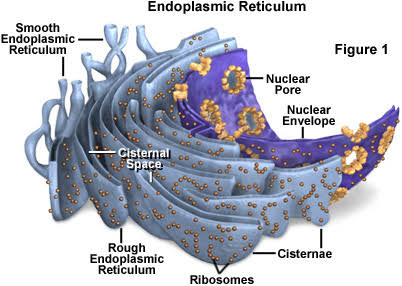 Endoplasmic Reticulum
Smooth
Endoplasmic
Reticulum
Figure 1
Nuclear
Pore
Nuclear
Envelope
Cisternal
Space
Rough
Endoplasmic
Reticulum
Ribosomes
Cisternae